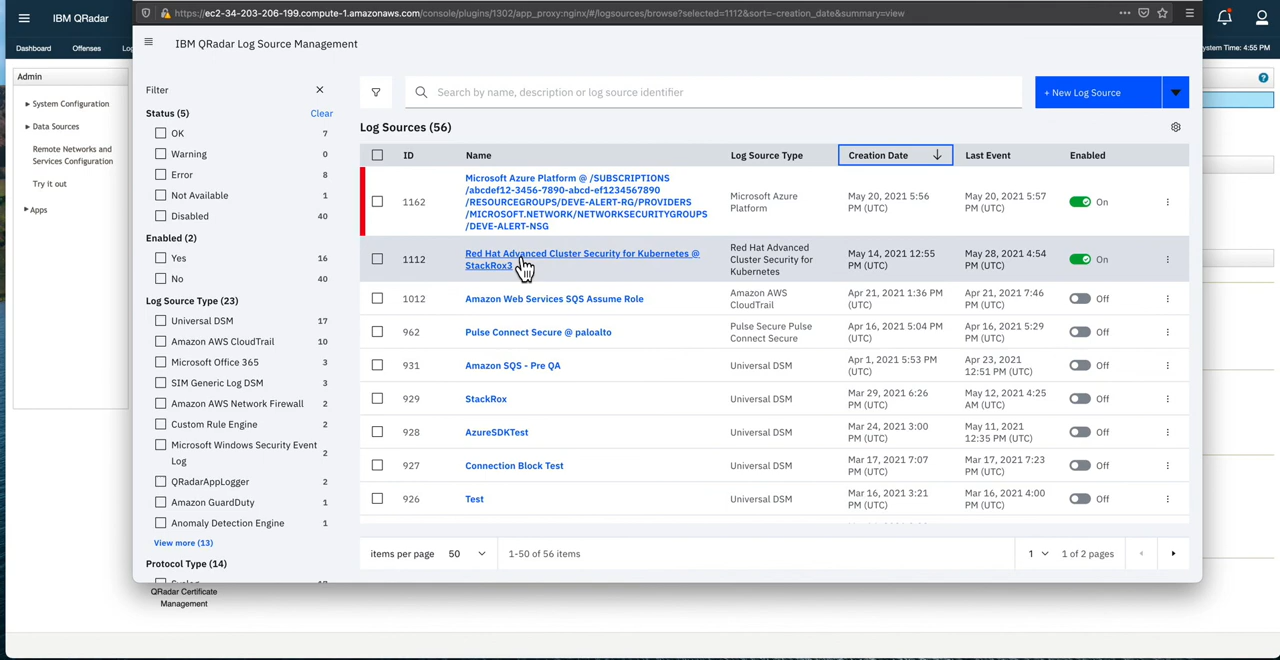 https://ec2-34-203-206-199.compute-1.amazonaws.com/console/plugins/1302/app_proxy:nginx/#/logsources/browse?selected=1112&sort=-creation_date&summary=view
IBM QRadar
Dashboard Offenses Log
ystem Time: 4:55 PM
Admin
System Configuration
Data Sources
Remote Networks and
Services Configuration
Try it out
Apps
IBM QRadar Log Source Management
Filter
Status (5) Clear
OK 7
Warning 0
Error 8
Not Available 1
Disabled 40
Enabled (2)
Yes 16
No 40
Log Source Type (23)
Universal DSM 17
Amazon AWS CloudTrail 10
Microsoft Office 365 3
SIM Generic Log DSM 3
Amazon AWS Network Firewall 2
Custom Rule Engine 2
Microsoft Windows Security Event
Log 2
QRadarAppLogger 2
Amazon GuardDuty 1
Anomaly Detection Engine 1
View more (13)
Protocol Type (14)
QRadar Certificate
Management
Search by name, description or log source identifier
+ New Log Source
Log Sources (56)
ID Name Log Source Type Creation Date Last Event Enabled
1162
Microsoft Azure Platform @ /SUBSCRIPTIONS
/abcdef12-3456-7890-abcd-ef1234567890
/RESOURCEGROUPS/DEVE-ALERT-RG/PROVIDERS
/MICROSOFT.NETWORK/NETWORKSECURITYGROUPS
/DEVE-ALERT-NSG
Microsoft Azure
Platform
May 20, 2021 5:56
PM (UTC)
May 20, 2021 5:57
PM (UTC)
On
1112
Red Hat Advanced Cluster Security for Kubernetes @
StackRox3
Red Hat Advanced
Cluster Security for
Kubernetes
May 14, 2021 12:55
PM (UTC)
May 28, 2021 4:54
PM (UTC)
On
1012
Amazon Web Services SQS Assume Role
Amazon AWS
CloudTrail
Apr 21, 2021 1:36 PM
(UTC)
Apr 21, 2021 7:46
PM (UTC)
Off
962
Pulse Connect Secure @ paloalto
Pulse Secure Pulse
Connect Secure
Apr 16, 2021 5:04 PM
(UTC)
Apr 16, 2021 5:29
PM (UTC)
Off
931
Amazon SQS - Pre QA
Universal DSM
Apr 1, 2021 5:53 PM
(UTC)
Apr 23, 2021
12:51 PM (UTC)
Off
929
StackRox
Universal DSM
Mar 29, 2021 6:26
PM (UTC)
May 12, 2021 4:25
AM (UTC)
Off
928
AzureSDKTest
Universal DSM
Mar 24, 2021 3:00
PM (UTC)
May 11, 2021
12:35 PM (UTC)
Off
927
Connection Block Test
Universal DSM
Mar 17, 2021 7:07
PM (UTC)
Mar 17, 2021 7:23
PM (UTC)
Off
926
Test
Universal DSM
Mar 16, 2021 3:21
PM (UTC)
Mar 16, 2021 4:00
PM (UTC)
Off
items per page 50 1-50 of 56 items 1 1 of 2 pages